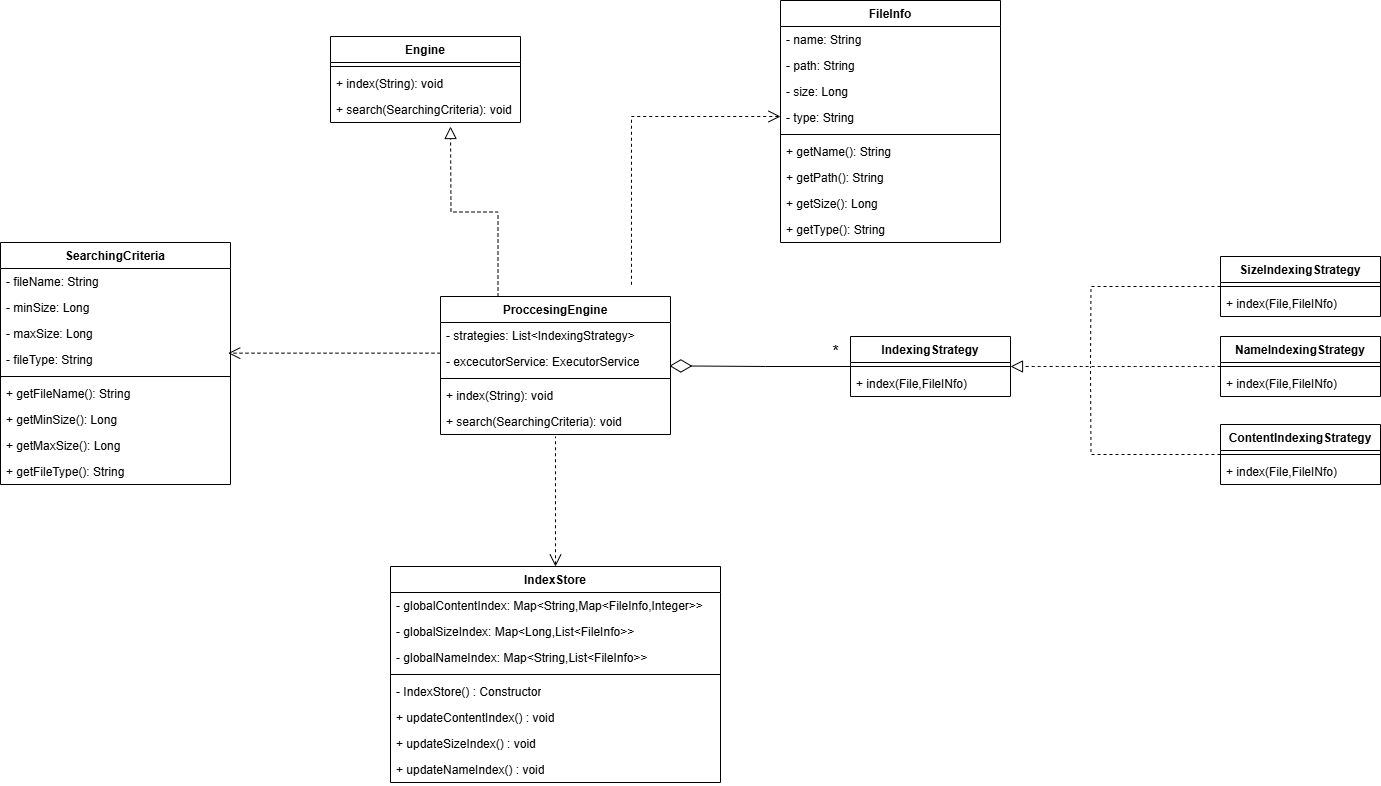 FileInfo
- name: String
- path: String
- size: Long
- type: String
+ getName(): String
+ getPath(): String
+ getSize(): Long
+ getType(): String
Engine
+ index(String): void
+ search(SearchingCriteria): void
SearchingCriteria
- fileName: String
- minSize: Long
- maxSize: Long
- fileType: String
+ getFileName(): String
+ getMinSize(): Long
+ getMaxSize(): Long
+ getFileType(): String
ProccesingEngine
- strategies: List<IndexingStrategy>
- excecutorService: ExecutorService
+ index(String): void
+ search(SearchingCriteria): void
*
IndexingStrategy
+ index(File,FileINfo)
SizeIndexingStrategy
+ index(File,FileINfo)
NameIndexingStrategy
+ index(File,FileINfo)
ContentIndexingStrategy
+ index(File,FileINfo)
IndexStore
- globalContentIndex: Map<String,Map<FileInfo,Integer>>
- globalSizeIndex: Map<Long,List<FileInfo>>
- globalNameIndex: Map<String,List<FileInfo>>
- IndexStore() : Constructor
+ updateContentIndex() : void
+ updateSizeIndex() : void
+ updateNameIndex() : void